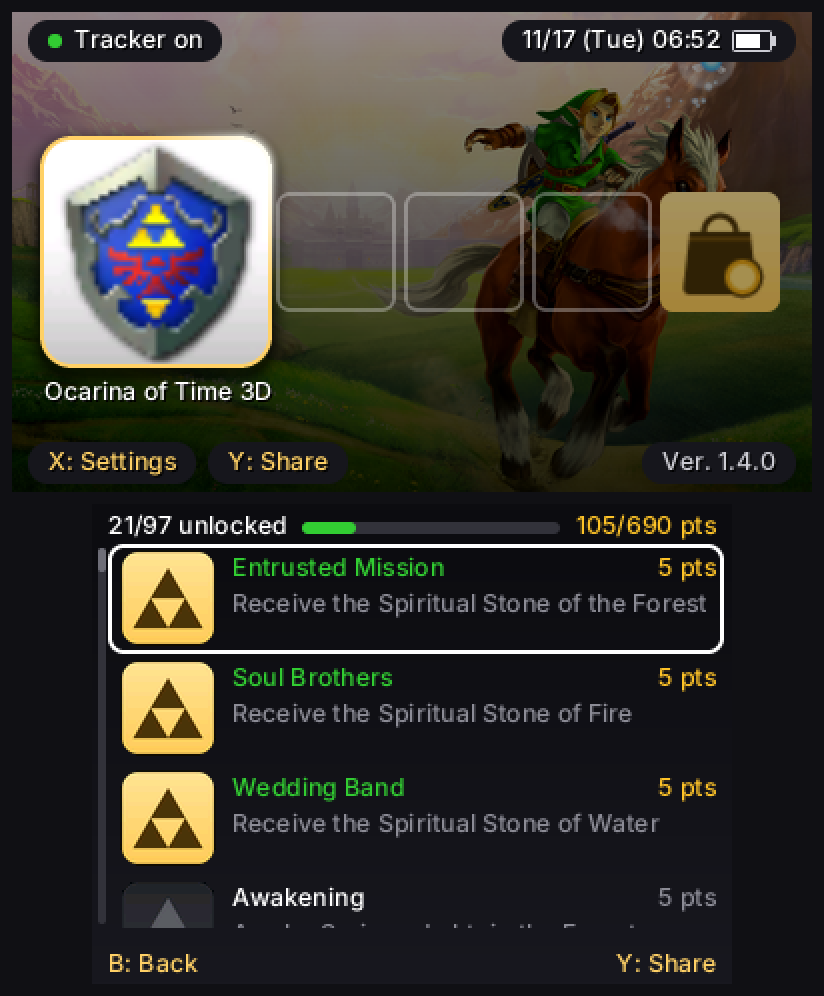 Tracker on
11/17 (Tue) 06:52
Ocarina of Time 3D
X: Settings
Y: Share
Ver. 1.4.0
21/97 unlocked
105/690 pts
Entrusted Mission
5 pts
Receive the Spiritual Stone of the Forest
Soul Brothers
5 pts
Receive the Spiritual Stone of Fire
Wedding Band
5 pts
Receive the Spiritual Stone of Water
Awakening
5 pts
B: Back
Y: Share